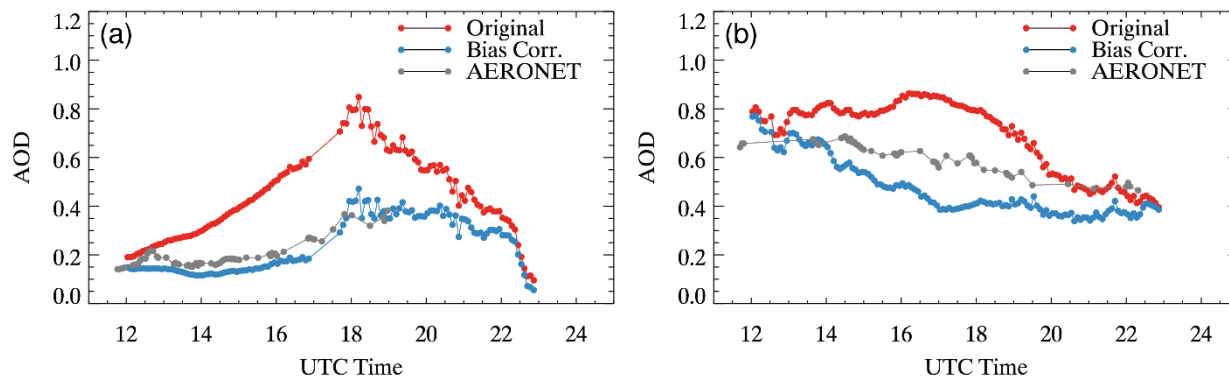 (a)
Original
Bias Corr.
AERONET
AOD
1.2
1.0
0.8
0.6
0.4
0.2
0.0
12 14 16 18 20 22 24
UTC Time
(b)
Original
Bias Corr.
AERONET
AOD
1.2
1.0
0.8
0.6
0.4
0.2
0.0
12 14 16 18 20 22 24
UTC Time